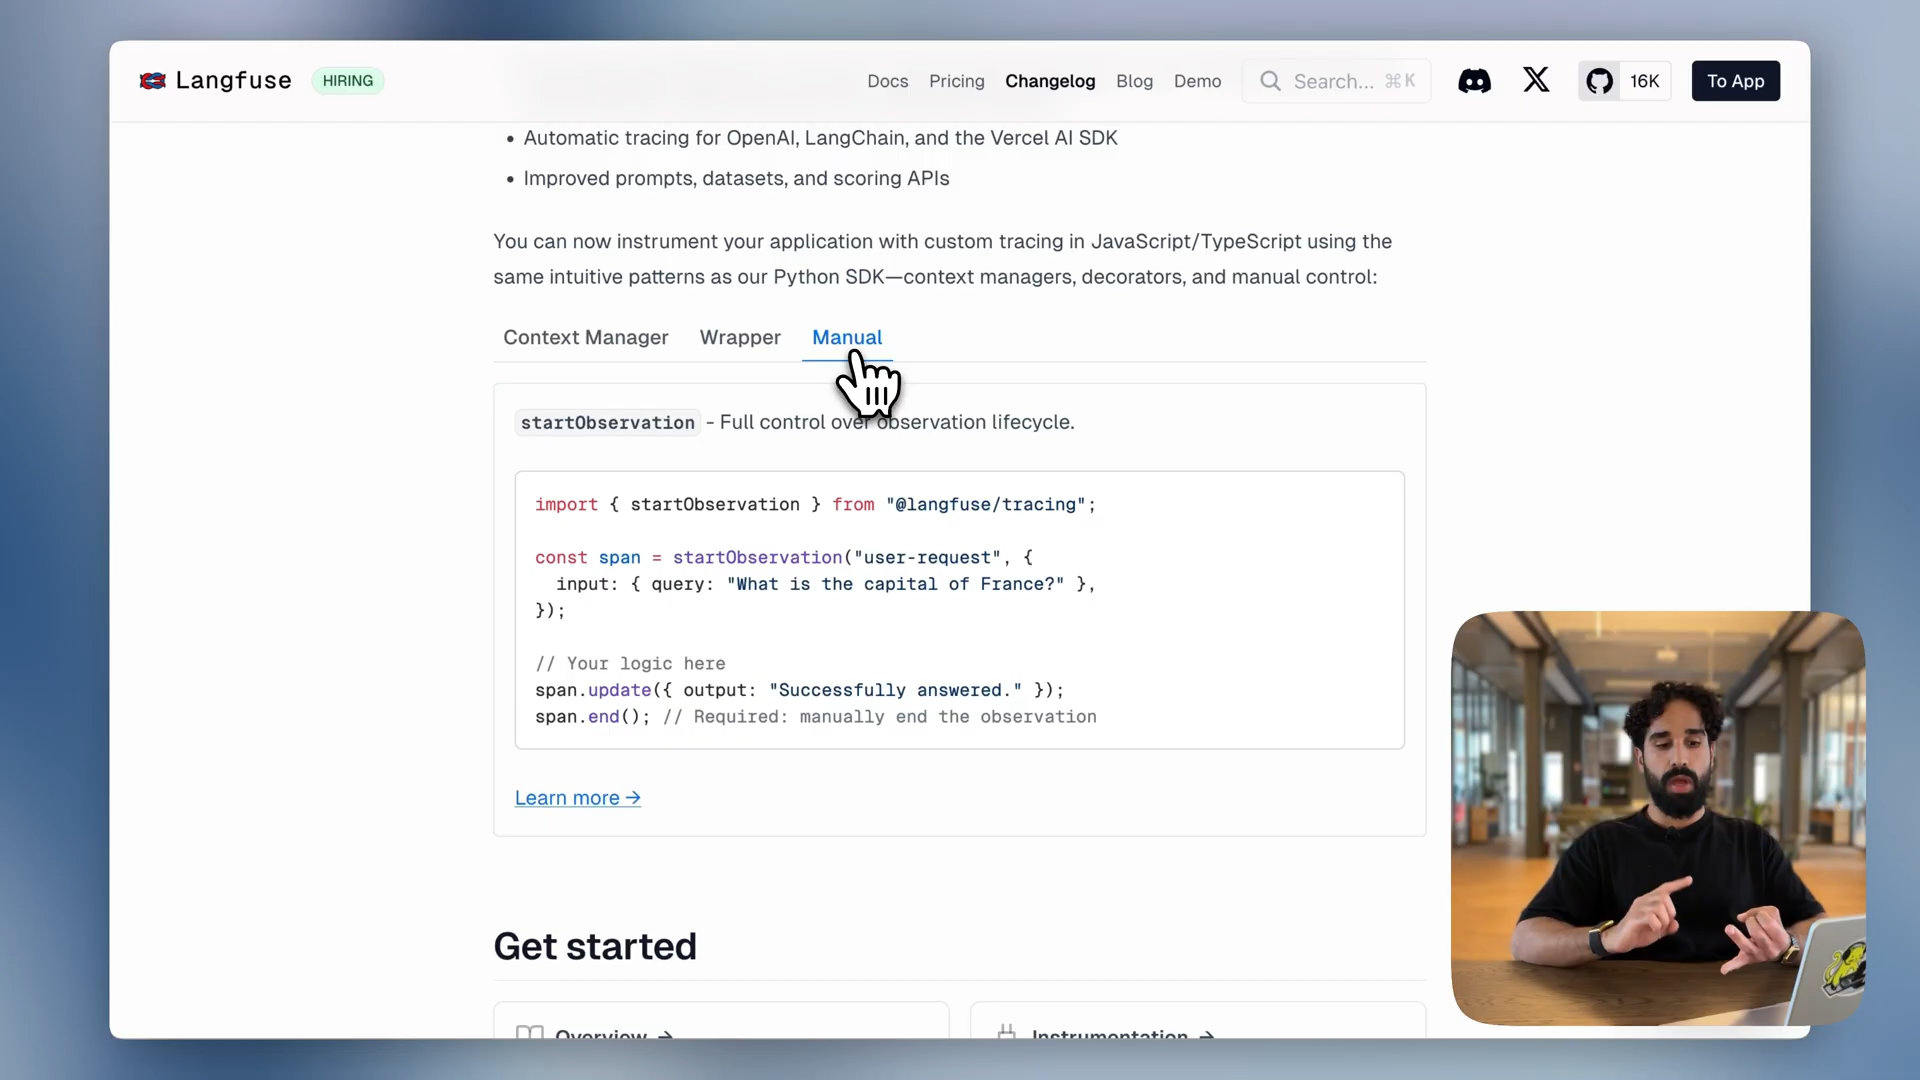 Langfuse HIRING Docs Pricing Changelog Blog Demo Search... ⌘K 16K To App
• Automatic tracing for OpenAI, LangChain, and the Vercel AI SDK
• Improved prompts, datasets, and scoring APIs
You can now instrument your application with custom tracing in JavaScript/TypeScript using the
same intuitive patterns as our Python SDK—context managers, decorators, and manual control:
Context Manager Wrapper Manual
startObservation - Full control over observation lifecycle.
import { startObservation } from "@langfuse/tracing";
const span = startObservation("user-request", {
  input: { query: "What is the capital of France?" },
});
// Your logic here
span.update({ output: "Successfully answered." });
span.end(); // Required: manually end the observation
Learn more →
Get started
Overview → Instrumentation →